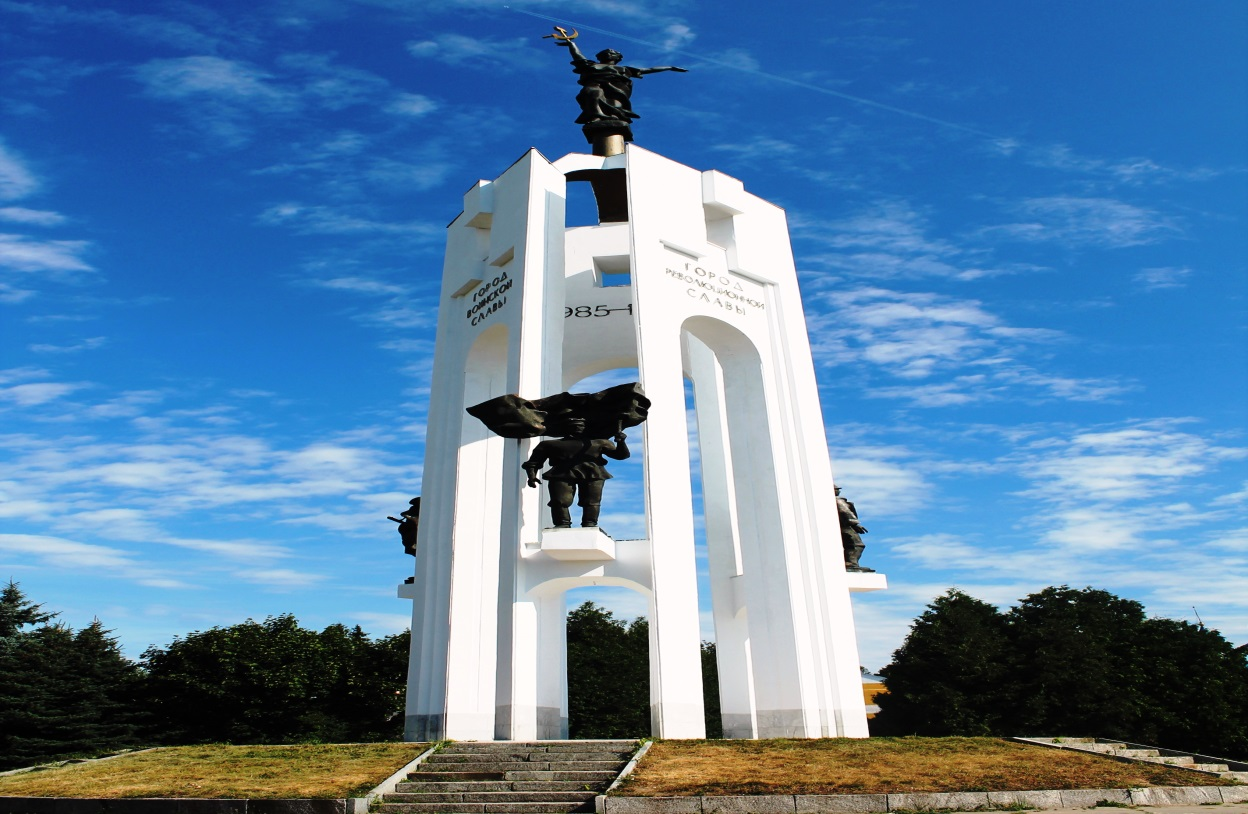 ГОРОД
ВОИНСКОЙ
СЛАВЫ
985-1
ГОРОД
РЕВОЛЮЦИОННОЙ
СЛАВЫ